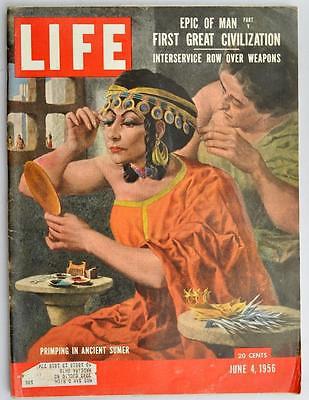 LIFE
EPIC OF MAN PART V
FIRST GREAT CIVILIZATION
INTERSERVICE ROW OVER WEAPONS
PRIMPING IN ANCIENT SUMER
20 CENTS
JUNE 4, 1956